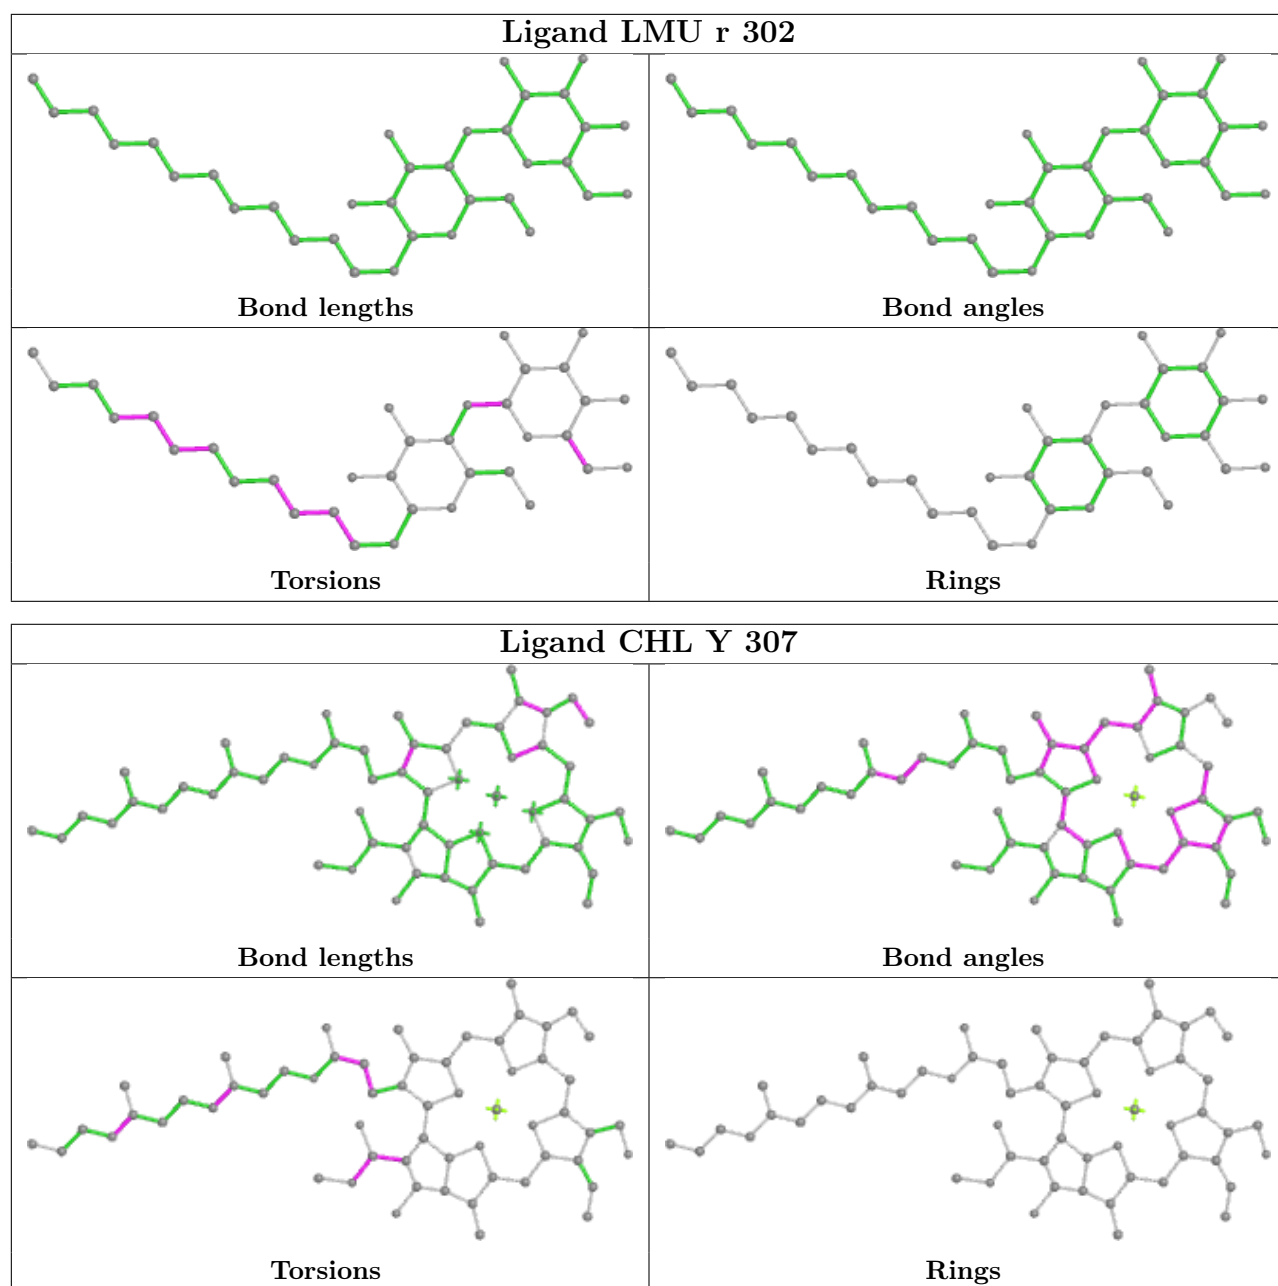 Ligand LMU r 302
Bond lengths
Bond angles
Torsions
Rings
Ligand CHL Y 307
Bond lengths
Bond angles
Torsions
Rings